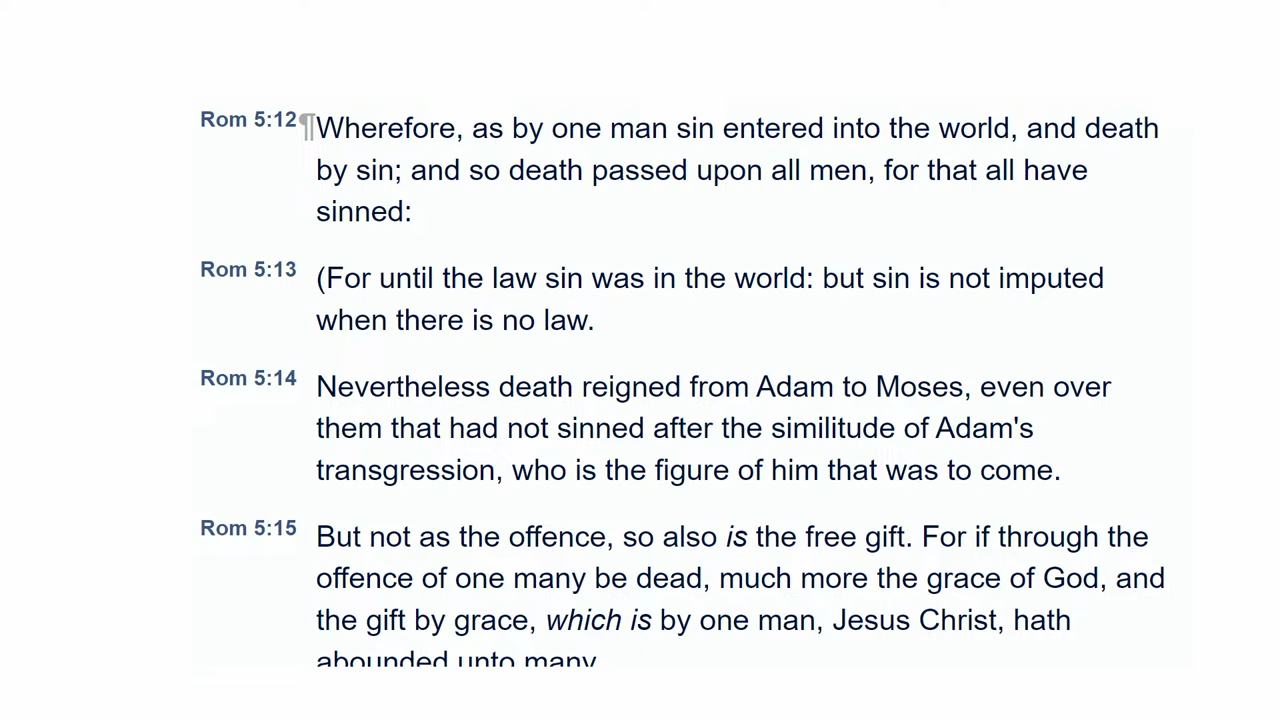 Rom 5:12 ¶Wherefore, as by one man sin entered into the world, and death
by sin; and so death passed upon all men, for that all have
sinned:
Rom 5:13 (For until the law sin was in the world: but sin is not imputed
when there is no law.
Rom 5:14 Nevertheless death reigned from Adam to Moses, even over
them that had not sinned after the similitude of Adam's
transgression, who is the figure of him that was to come.
Rom 5:15 But not as the offence, so also is the free gift. For if through the
offence of one many be dead, much more the grace of God, and
the gift by grace, which is by one man, Jesus Christ, hath
abounded unto many